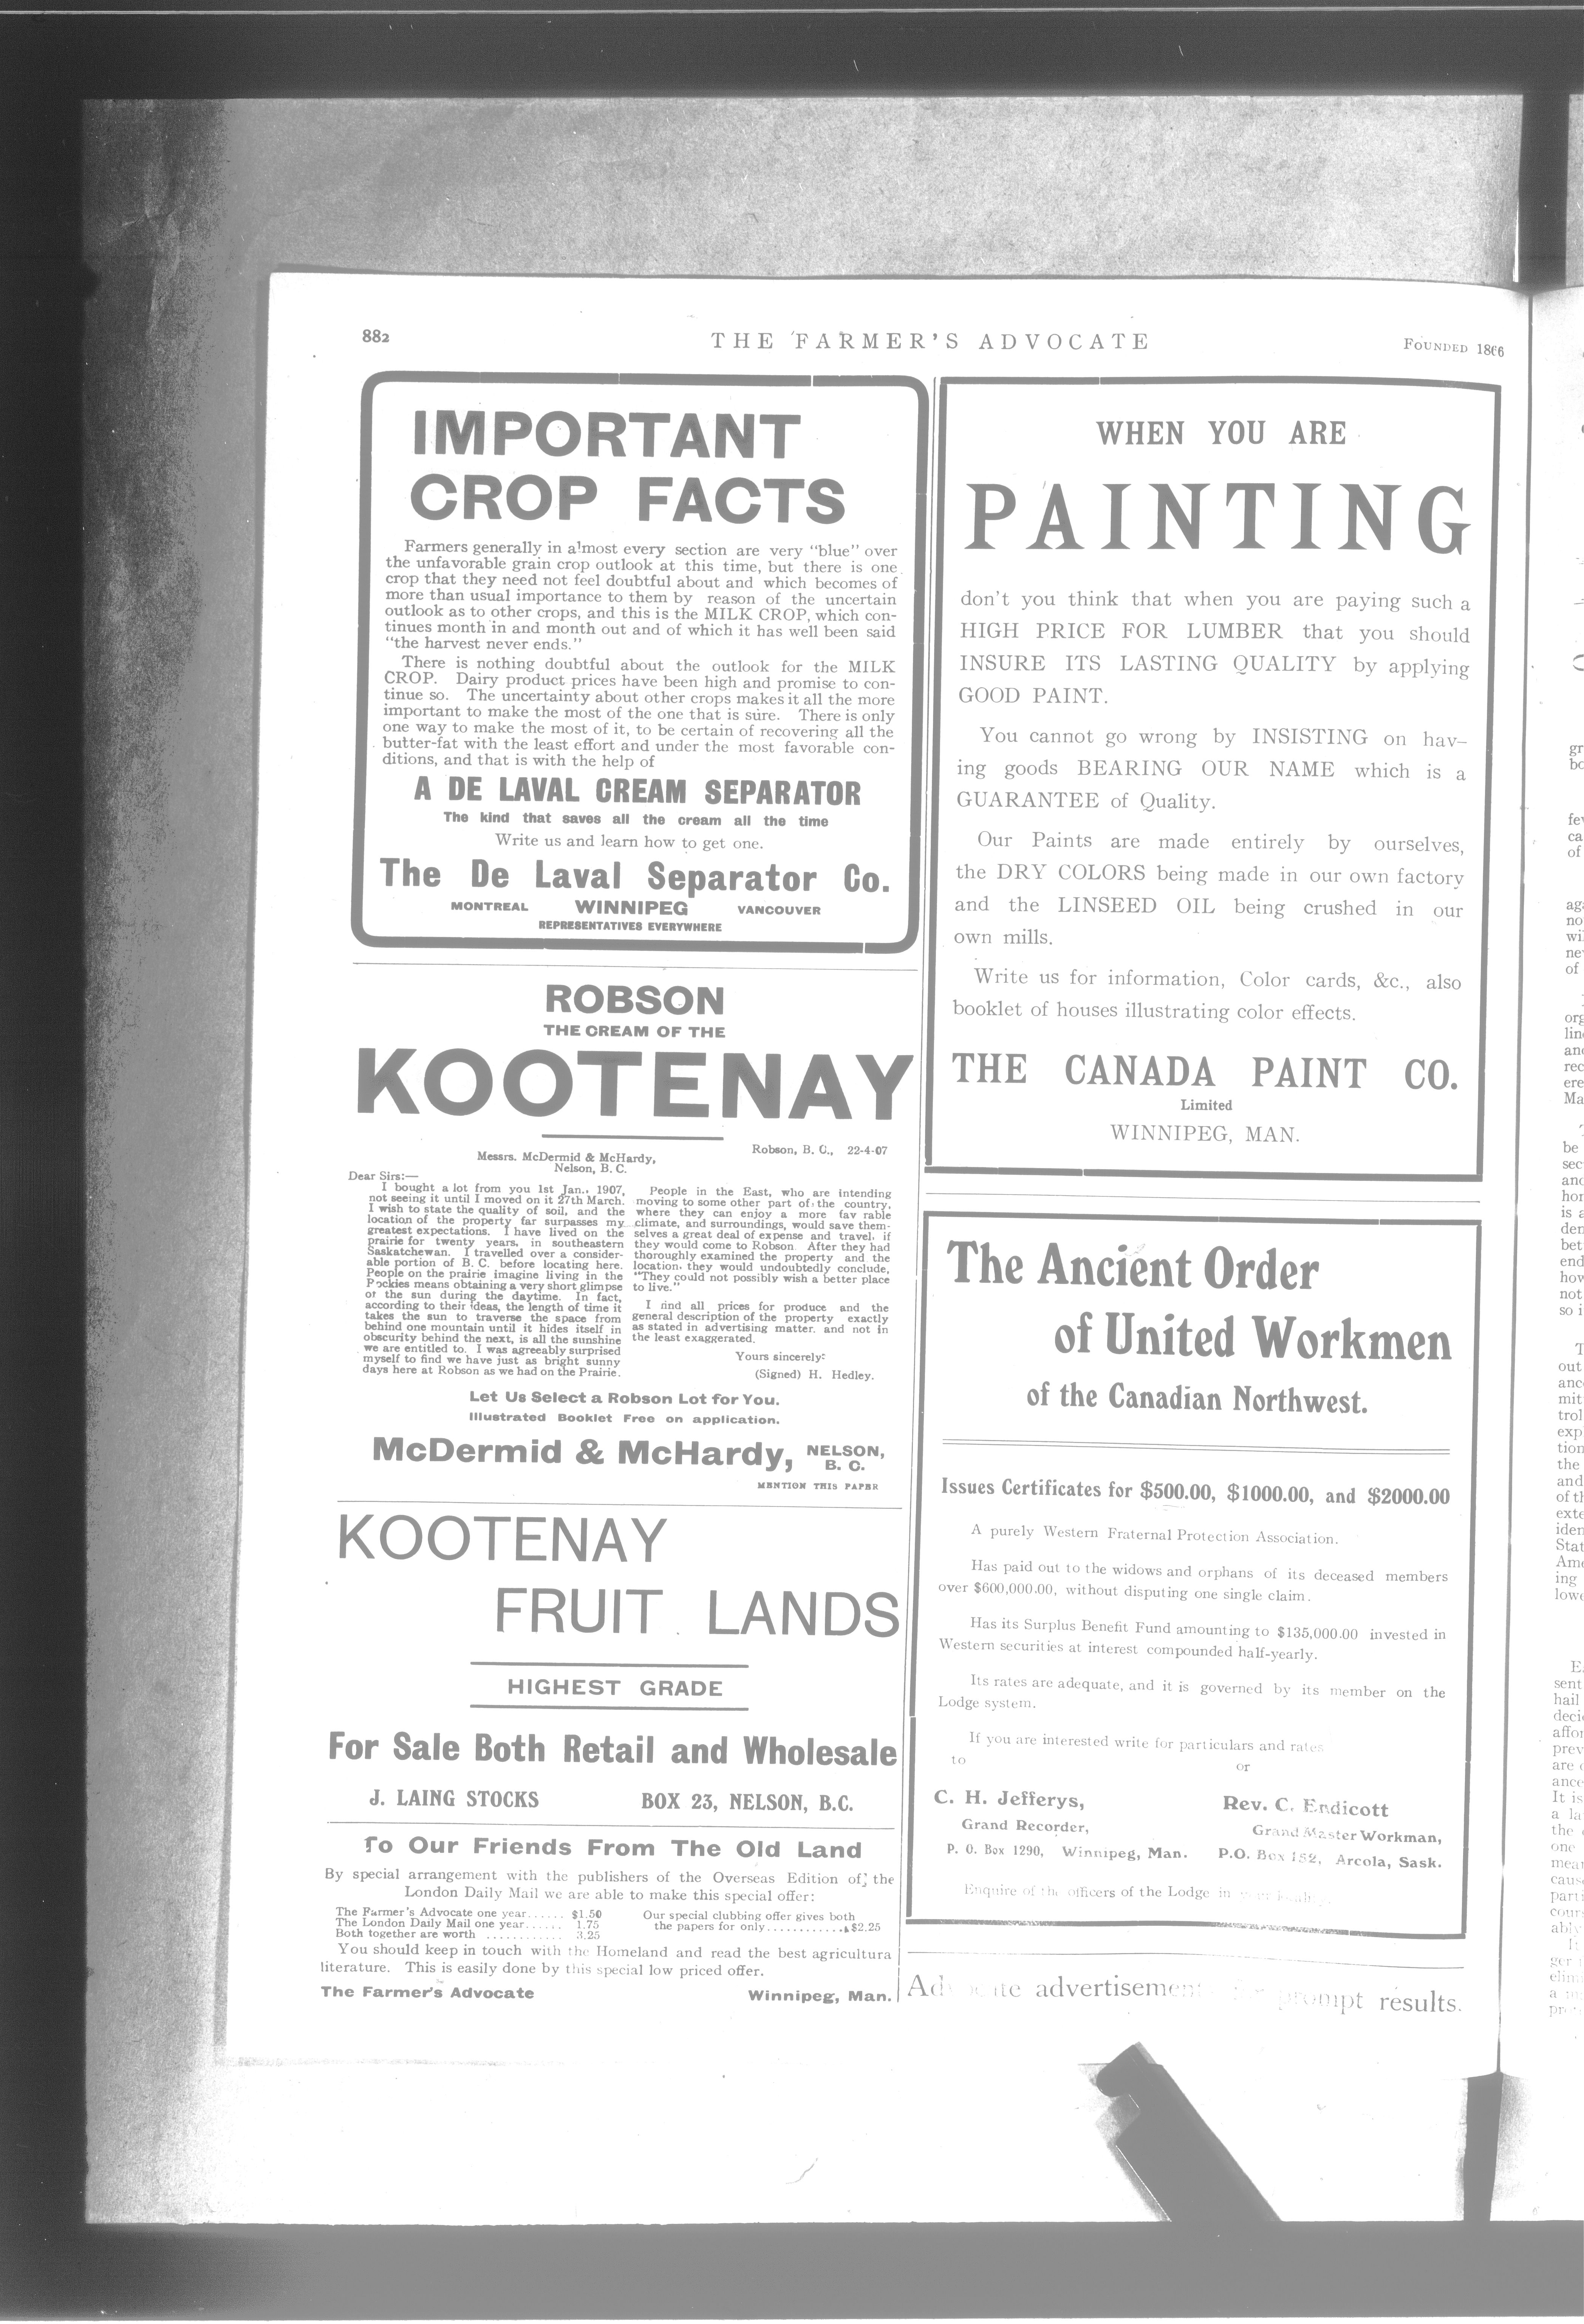 882
THE FARMER'S ADVOCATE
FOUNDED 1866
IMPORTANT
CROP FACTS
Farmers generally in almost every section are very "blue" over
the unfavorable grain crop outlook at this time, but there is one
crop that they need not feel doubtful about and which becomes of
more than usual importance to them by reason of the uncertain
outlook as to other crops, and this is the MILK CROP, which con-
tinues month in and month out and of which it has well been said
"the harvest never ends."
There is nothing doubtful about the outlook for the MILK
CROP. Dairy product prices have been high and promise to con-
tinue so. The uncertainty about other crops makes it all the more
important to make the most of the one that is sure. There is only
one way to make the most of it, to be certain of recovering all the
butter-fat with the least effort and under the most favorable con-
ditions, and that is with the help of
A DE LAVAL CREAM SEPARATOR
The kind that saves all the cream all the time
Write us and learn how to get one.
The De Laval Separator Co.
MONTREAL WINNIPEG VANCOUVER
REPRESENTATIVES EVERYWHERE
ROBSON
THE CREAM OF THE
KOOTENAY
Robson, B. C., 22-4-07
Messrs. McDermid & McHardy,
Nelson, B. C.
Dear Sirs:—
I bought a lot from you 1st Jan., 1907,
not seeing it until I moved on it 27th March.
I wish to state the quality of soil, and the
location of the property far surpasses my
greatest expectations. I have lived on the
prairie for twenty years, in southeastern
Saskatchewan. I travelled over a consider-
able portion of B. C. before locating here.
People on the prairie imagine living in the
Pockies means obtaining a very short glimpse
of the sun during the daytime. In fact,
according to their ideas, the length of time it
takes the sun to traverse the space from
behind one mountain until it hides itself in
obscurity behind the next, is all the sunshine
we are entitled to. I was agreeably surprised
myself to find we have just as bright sunny
days here at Robson as we had on the Prairie.
People in the East, who are intending
moving to some other part of the country,
where they can enjoy a more fav rable
climate, and surroundings, would save them-
selves a great deal of expense and travel, if
they would come to Robson After they had
thoroughly examined the property and the
location, they would undoubtedly conclude,
"They could not possibly wish a better place
to live."
I find all prices for produce and the
general description of the property exactly
as stated in advertising matter, and not in
the least exaggerated.
Yours sincerely:
(Signed) H. Hedley.
Let Us Select a Robson Lot for You.
Illustrated Booklet Free on application.
McDermid & McHardy, NELSON,
B. C.
MENTION THIS PAPER
KOOTENAY
FRUIT LANDS
HIGHEST GRADE
For Sale Both Retail and Wholesale
J. LAING STOCKS BOX 23, NELSON, B.C.
To Our Friends From The Old Land
By special arrangement with the publishers of the Overseas Edition of the
London Daily Mail we are able to make this special offer:
The Farmer's Advocate one year...... $1.50
The London Daily Mail one year...... 1.75
Both together are worth ............ 3.25
Our special clubbing offer gives both
the papers for only............$2.25
You should keep in touch with the Homeland and read the best agricultura
literature. This is easily done by this special low priced offer.
The Farmer's Advocate Winnipeg, Man.
WHEN YOU ARE
PAINTING
don't you think that when you are paying such a
HIGH PRICE FOR LUMBER that you should
INSURE ITS LASTING QUALITY by applying
GOOD PAINT.
You cannot go wrong by INSISTING on hav-
ing goods BEARING OUR NAME which is a
GUARANTEE of Quality.
Our Paints are made entirely by ourselves,
the DRY COLORS being made in our own factory
and the LINSEED OIL being crushed in our
own mills.
Write us for information, Color cards, &c., also
booklet of houses illustrating color effects.
THE CANADA PAINT CO.
Limited
WINNIPEG, MAN.
The Ancient Order
of United Workmen
of the Canadian Northwest.
Issues Certificates for $500.00, $1000.00, and $2000.00
A purely Western Fraternal Protection Association.
Has paid out to the widows and orphans of its deceased members
over $600,000.00, without disputing one single claim.
Has its Surplus Benefit Fund amounting to $135,000.00 invested in
Western securities at interest compounded half-yearly.
Its rates are adequate, and it is governed by its member on the
Lodge system.
If you are interested write for particulars and rates
to or
C. H. Jefferys,
Grand Recorder,
P. O. Box 1290, Winnipeg, Man.
Rev. C. Endicott
Grand Master Workman,
P.O. Box 152, Arcola, Sask.
Enquire of the officers of the Lodge in
advertisement prompt results.